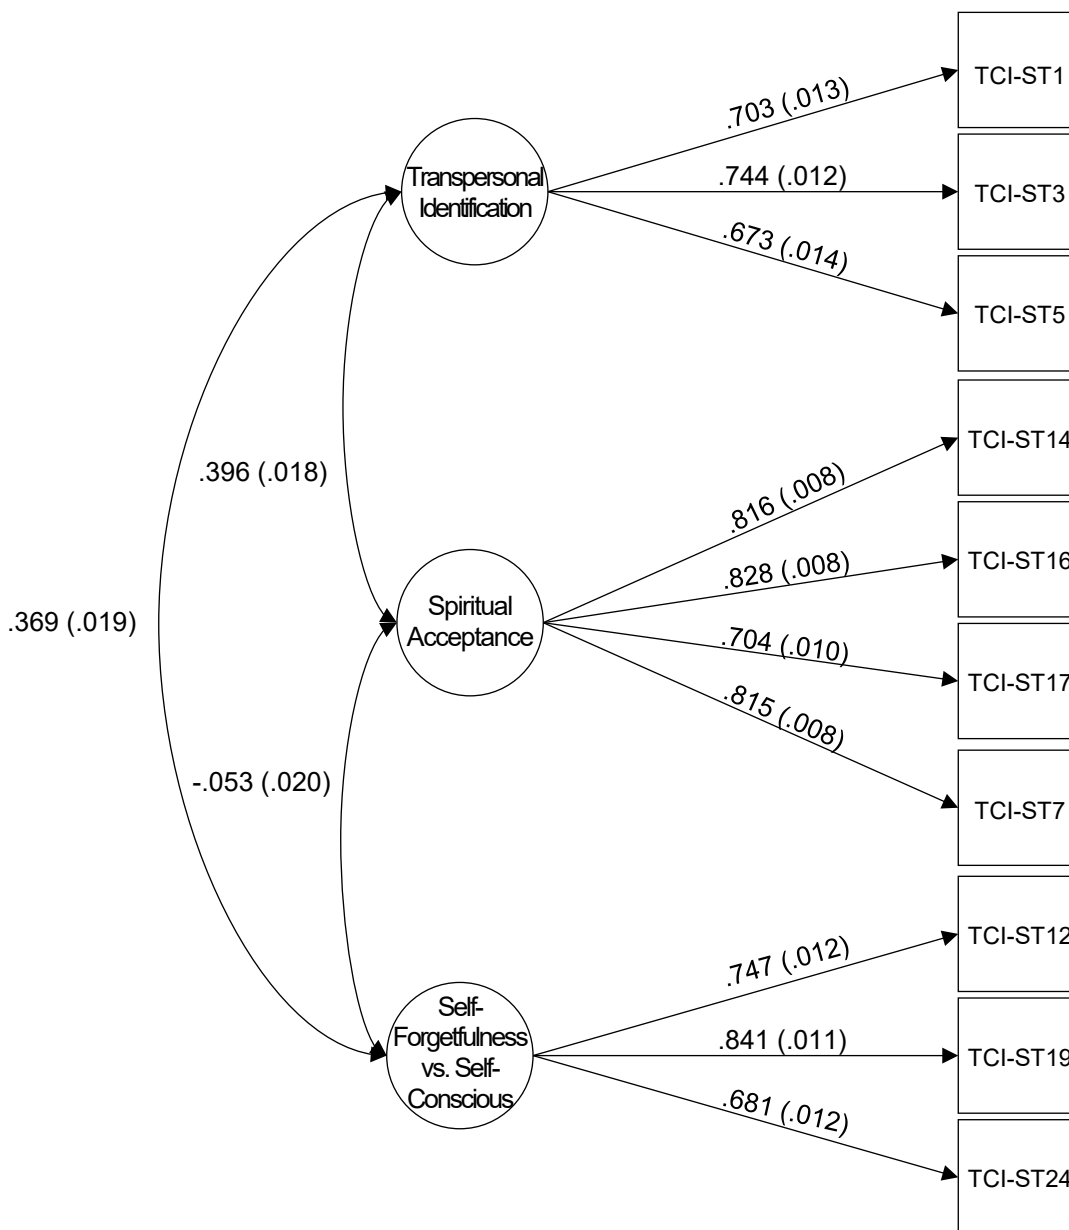 TCI-ST1
.703 (.013)
Transpersonal
Identification
.744 (.012)
TCI-ST3
.673 (.014)
TCI-ST5
.396 (.018)
TCI-ST14
.816 (.008)
.828 (.008)
TCI-ST16
Spiritual
Acceptance
.369 (.019)
.704 (.010)
TCI-ST17
.815 (.008)
-.053 (.020)
TCI-ST7
TCI-ST12
.747 (.012)
Self-
Forgetfulness
vs. Self-
Conscious
.841 (.011)
TCI-ST19
.681 (.012)
TCI-ST24